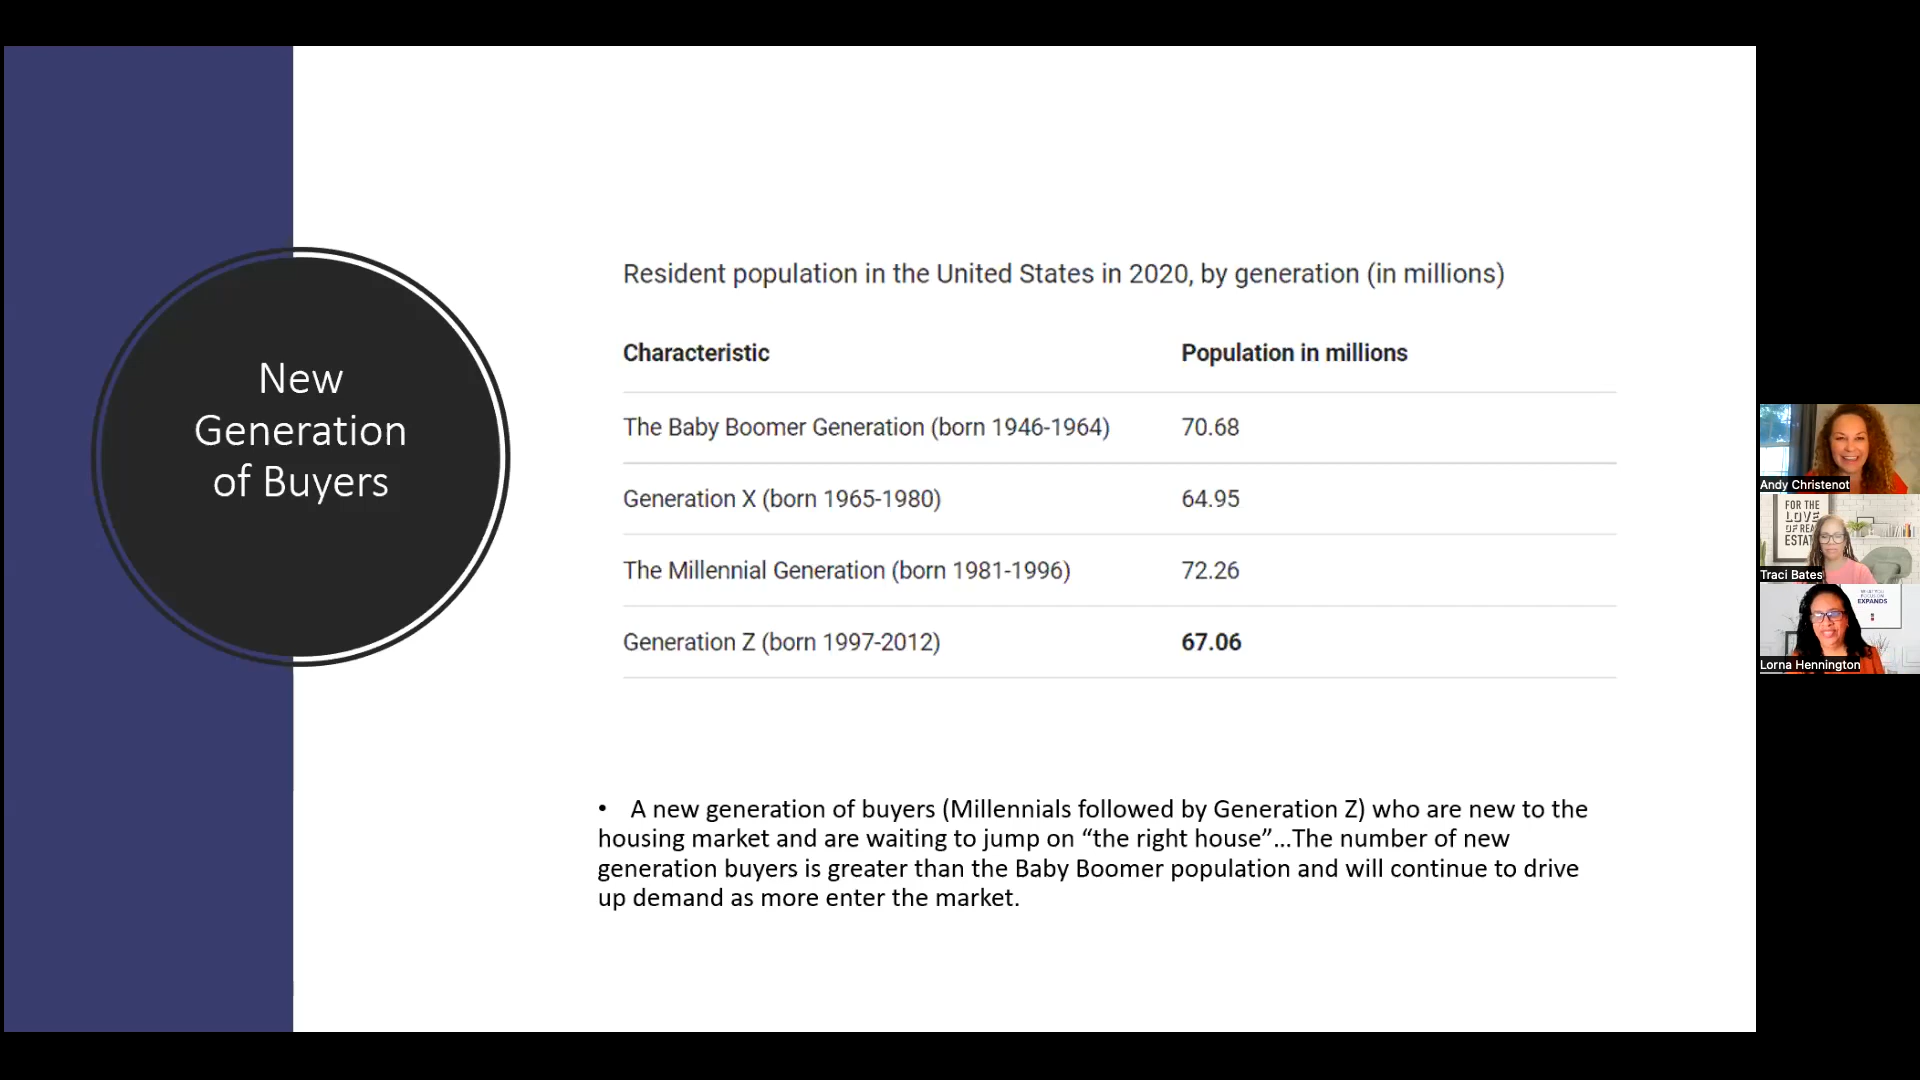 New
Generation
of Buyers
Resident population in the United States in 2020, by generation (in millions)
Characteristic Population in millions
The Baby Boomer Generation (born 1946-1964) 70.68
Generation X (born 1965-1980) 64.95
The Millennial Generation (born 1981-1996) 72.26
Generation Z (born 1997-2012) 67.06
• A new generation of buyers (Millennials followed by Generation Z) who are new to the
housing market and are waiting to jump on “the right house”...The number of new
generation buyers is greater than the Baby Boomer population and will continue to drive
up demand as more enter the market.
Andy Christenot
FOR THE
LOVE
OF REA
ESTAT
Traci Bates
EXPANDS
Lorna Hennington